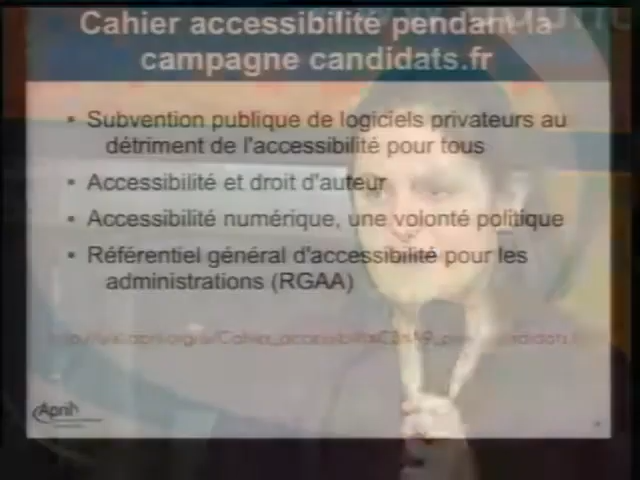 Cahier accessibilité pendant la
campagne candidats.fr
▪ Subvention publique de logiciels privateurs au
détriment de l'accessibilité pour tous
▪ Accessibilité et droit d'auteur
▪ Accessibilité numérique, une volonté politique
▪ Référentiel général d'accessibilité pour les
administrations (RGAA)
April